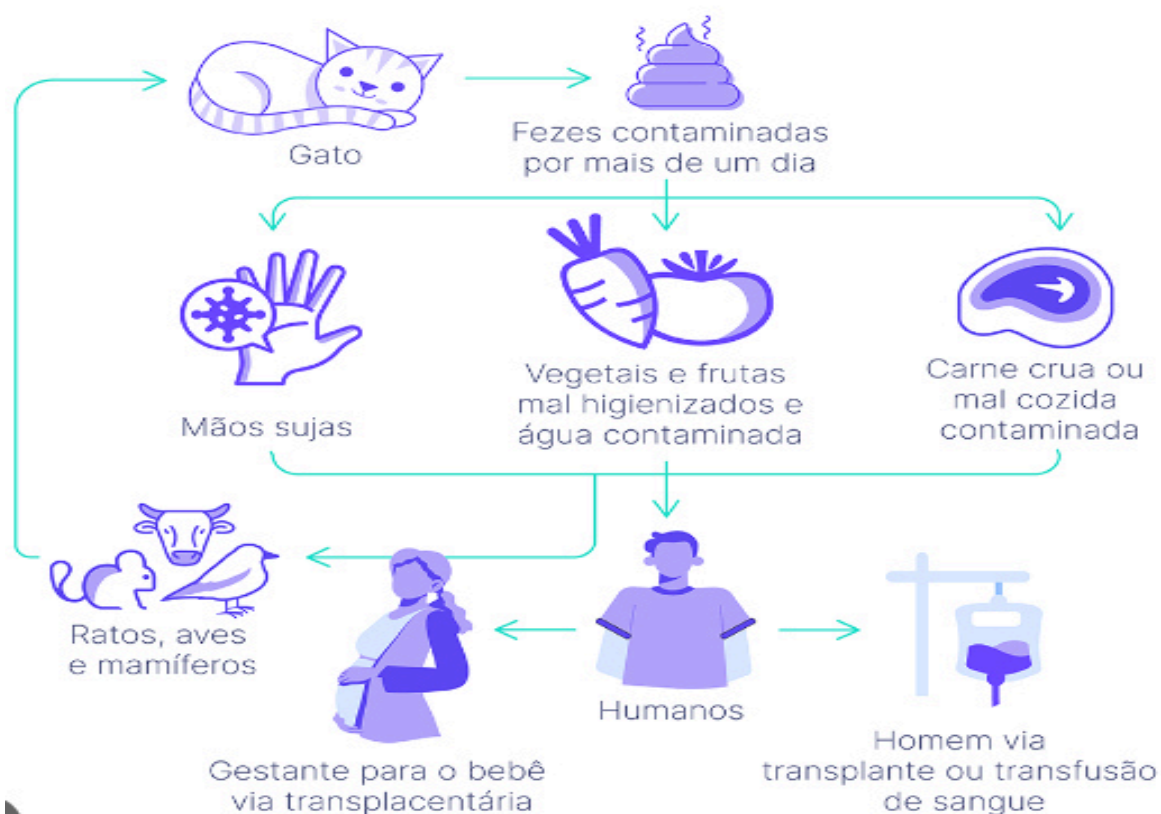 Gato
Fezes contaminadas
por mais de um dia
Mãos sujas
Vegetais e frutas
mal higienizados e
água contaminada
Carne crua ou
mal cozida
contaminada
Ratos, aves
e mamíferos
Humanos
Gestante para o bebê
via transplacentária
Homem via
transplante ou transfusão
de sangue